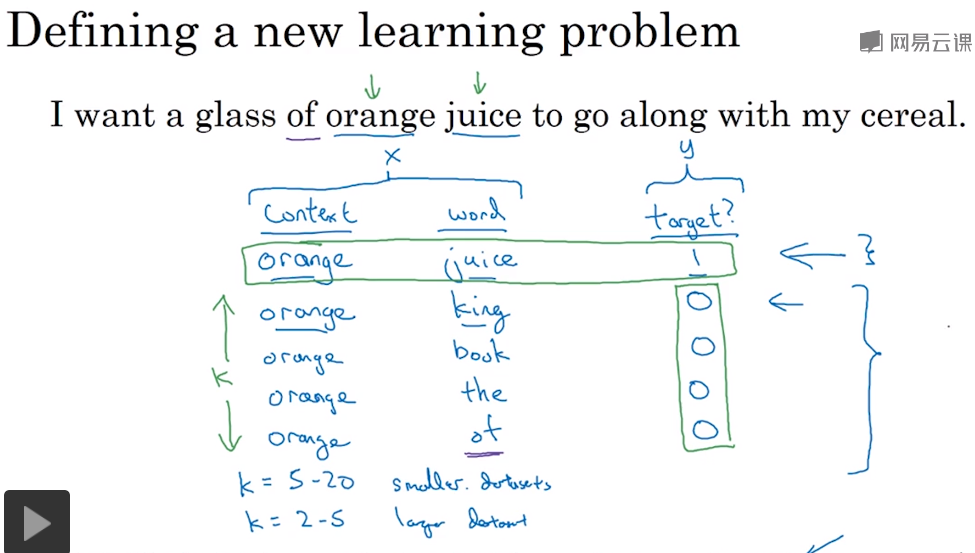 Defining a new learning problem
网易云课
I want a glass of orange juice to go along with my cereal.
x y
context word target?
orange juice 1
orange king 0
orange book 0
k
orange the 0
orange of 0
k = 5-20 smaller datasets
k = 2-5 larger dataset